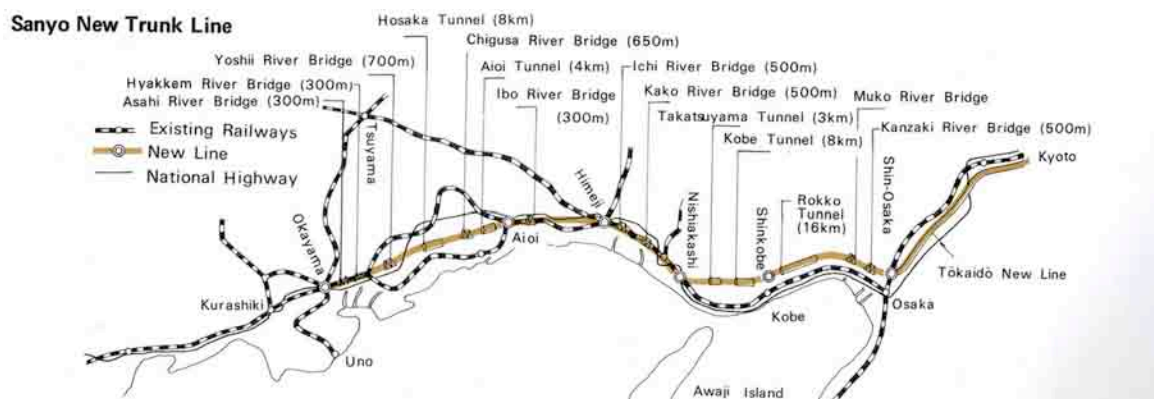 Sanyo New Trunk Line
Hosaka Tunnel (8km)
Chigusa River Bridge (650m)
Yoshii River Bridge (700m)
Aioi Tunnel (4km)
Ichi River Bridge (500m)
Hyakkem River Bridge (300m)
Ibo River Bridge
(300m)
Kako River Bridge (500m)
Muko River Bridge
Asahi River Bridge (300m)
Takatsuyama Tunnel (3km)
Kanzaki River Bridge (500m)
Existing Railways
Kobe Tunnel (8km)
New Line
National Highway
Tsuyama
Kyoto
Himeji
Shin-Osaka
Okayama
Nishiakashi
Shinkobe
Rokko
Tunnel
(16km)
Aioi
Tōkaidō New Line
Kurashiki
Osaka
Kobe
Uno
Awaji Island